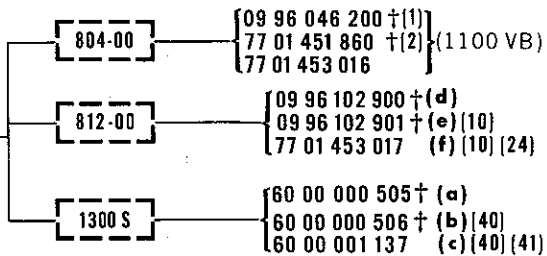 804-00
09 96 046 200 ‡(1)
77 01 451 860 †(2)
77 01 453 016
(1100 VB)
812-00
09 96 102 900 † (d)
09 96 102 901 † (e) (10)
77 01 453 017 (f) (10) (24)
1300 S
60 00 000 505 † (a)
60 00 000 506 † (b) (40)
60 00 001 137 (c) (40) (41)